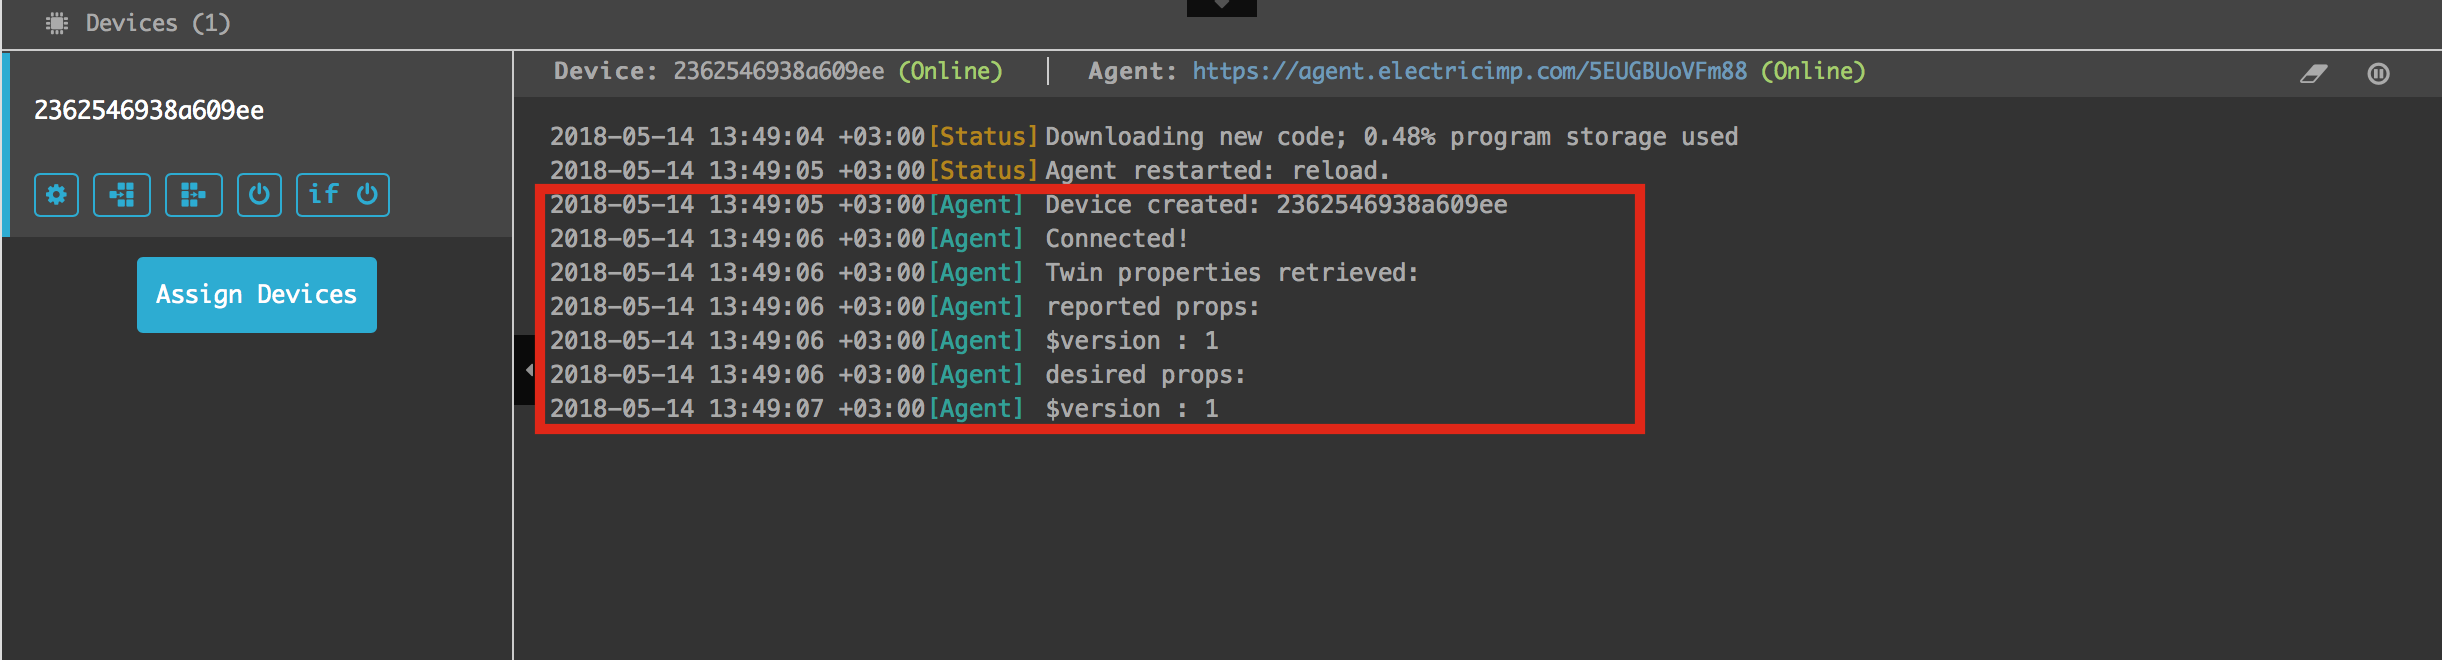 Devices (1)
Device: 2362546938a609ee (Online) | Agent: https://agent.electricimp.com/5EUGBUoVFm88 (Online)
2362546938a609ee
if
Assign Devices
2018-05-14 13:49:04 +03:00[Status] Downloading new code; 0.48% program storage used
2018-05-14 13:49:05 +03:00[Status] Agent restarted: reload.
2018-05-14 13:49:05 +03:00[Agent] Device created: 2362546938a609ee
2018-05-14 13:49:06 +03:00[Agent] Connected!
2018-05-14 13:49:06 +03:00[Agent] Twin properties retrieved:
2018-05-14 13:49:06 +03:00[Agent] reported props:
2018-05-14 13:49:06 +03:00[Agent] $version : 1
2018-05-14 13:49:06 +03:00[Agent] desired props:
2018-05-14 13:49:07 +03:00[Agent] $version : 1